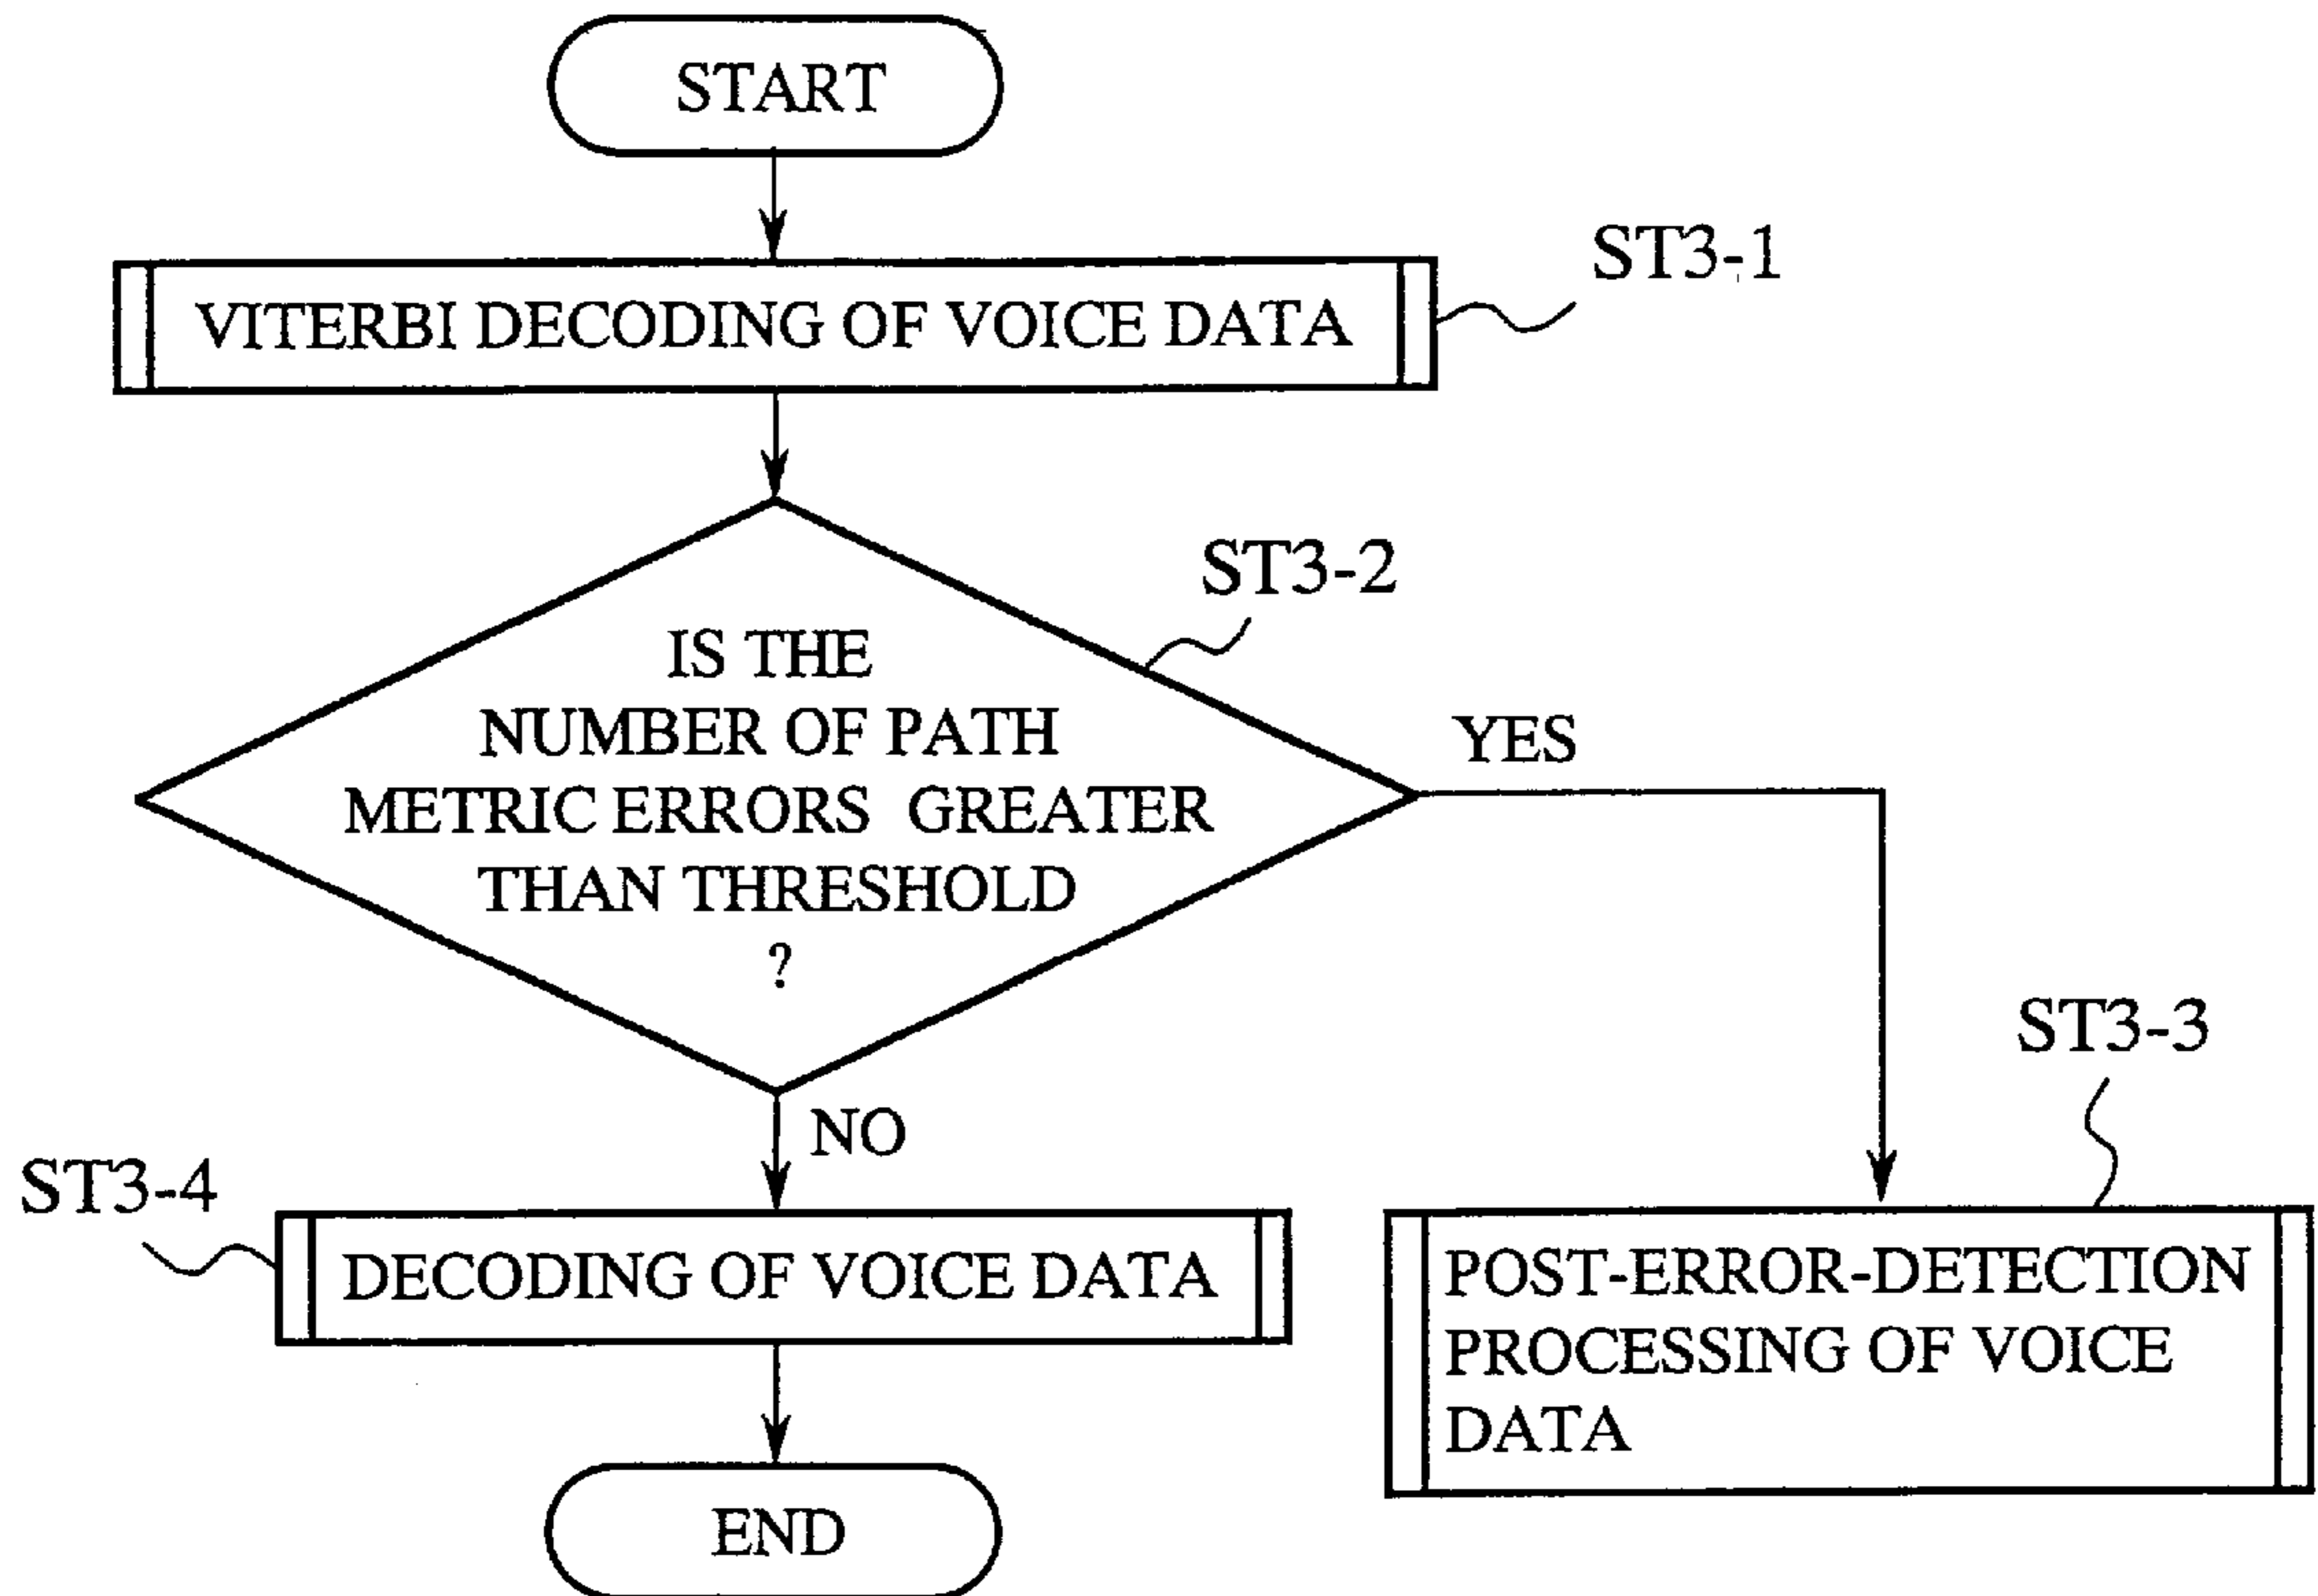 START
VITERBI DECODING OF VOICE DATA
ST3-1
ST3-2
IS THE
NUMBER OF PATH
METRIC ERRORS GREATER
THAN THRESHOLD
?
YES
NO
ST3-3
ST3-4
DECODING OF VOICE DATA
POST-ERROR-DETECTION
PROCESSING OF VOICE
DATA
END